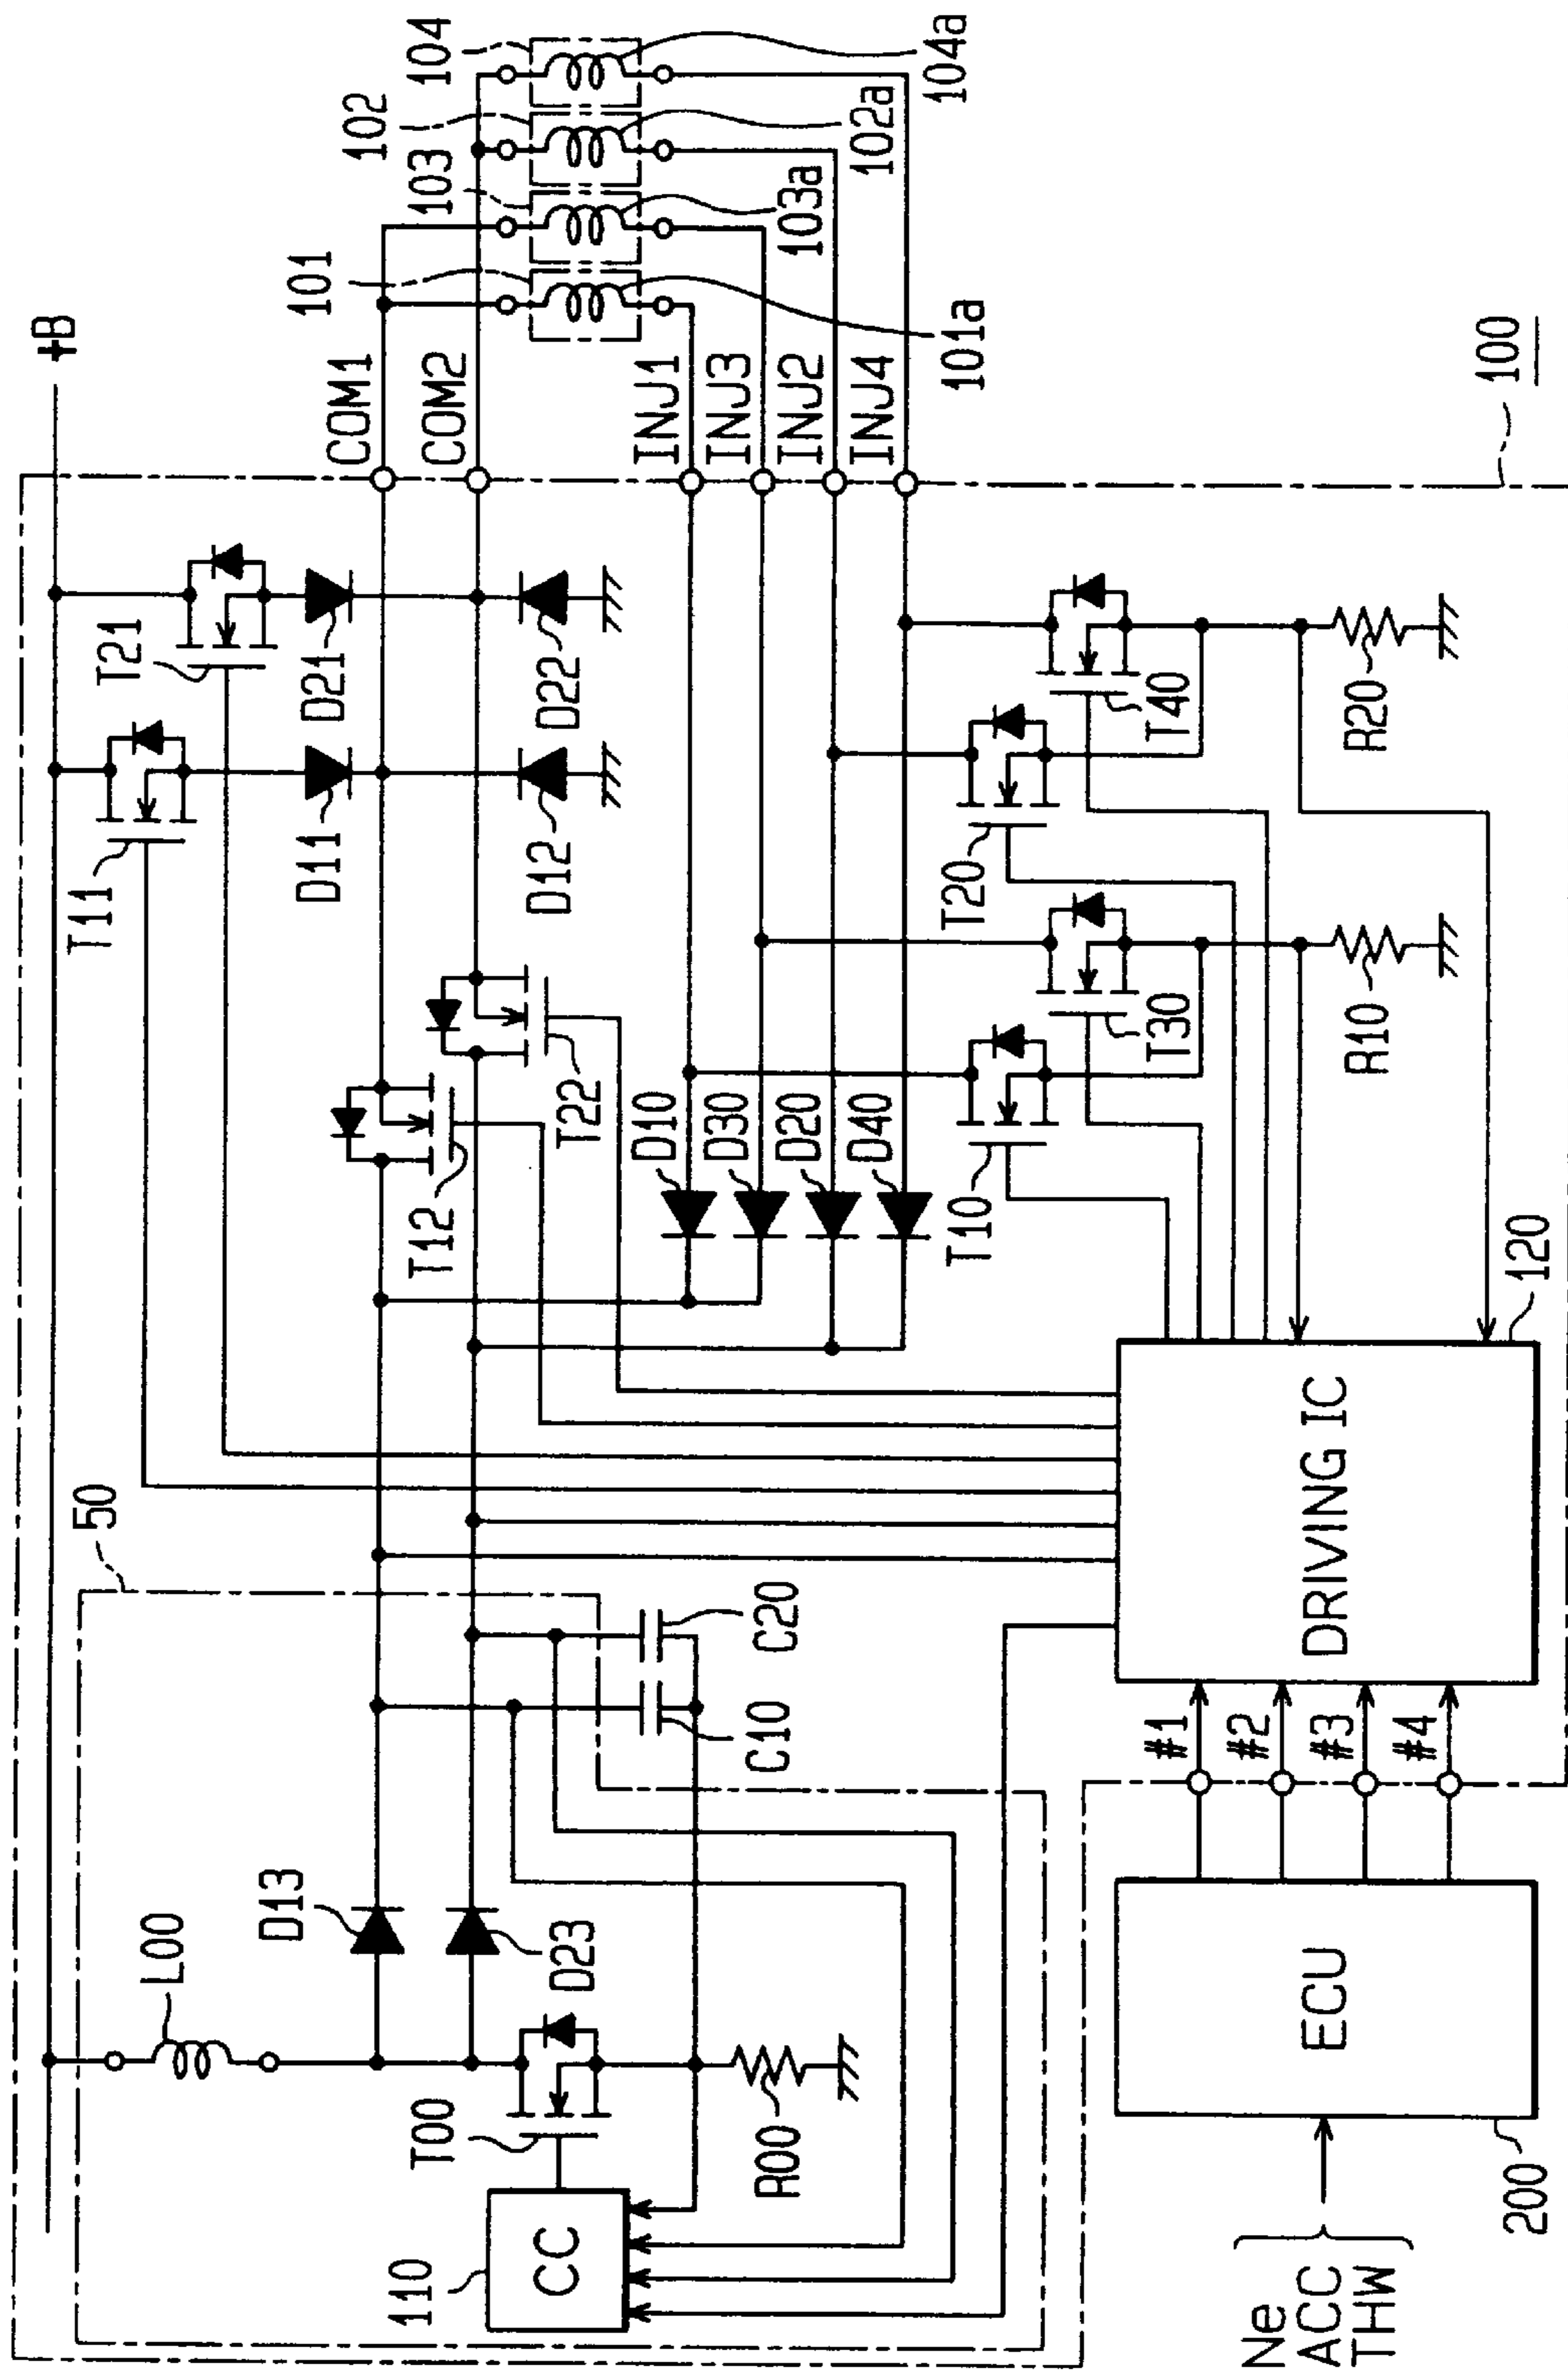 +B
50
L00
D13
D23
T00
110
CC
R00
C10
C20
T11
T21
D11
D21
D12
D22
T12
T22
COM1
COM2
101
103
102
104
101a
103a
102a
104a
INJ1
INJ3
INJ2
INJ4
D10
D30
D20
D40
T10
T30
T20
T40
R10
R20
100
120
DRIVING IC
#1
#2
#3
#4
ECU
200
Ne
ACC
THW